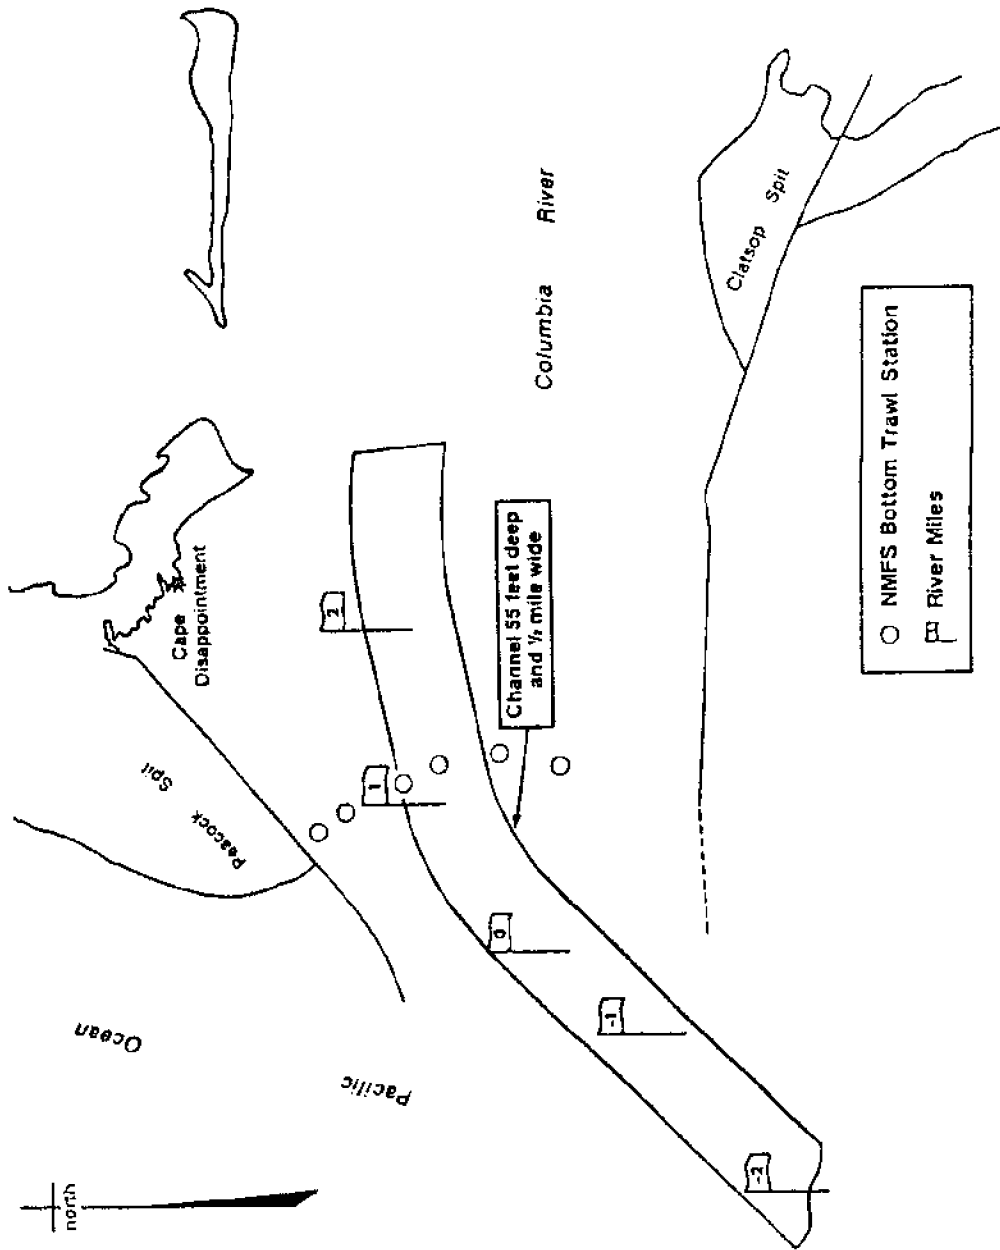 north
Ocean
Pacific
Peacock Spit
Cape
Disappointment
Columbia River
Clatsop Spit
2
1
0
-1
-2
Channel 55 feet deep
and ½ mile wide
NMFS Bottom Trawl Station
River Miles